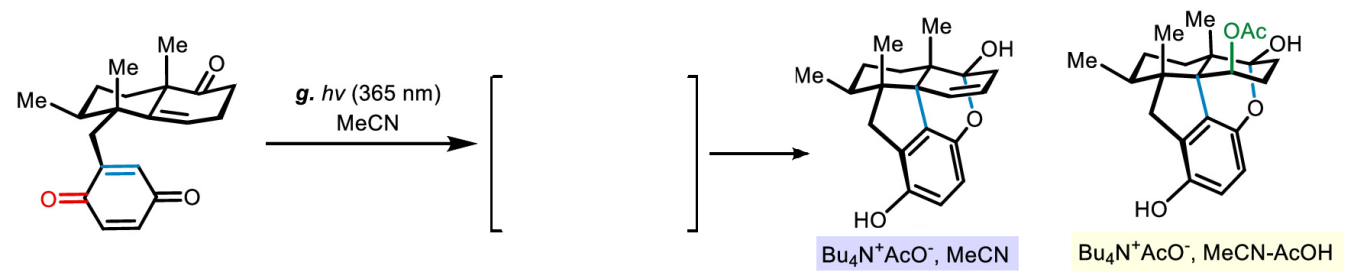 Me
Me
O
Me
O
O
g. hν (365 nm)
MeCN
Me
Me
OH
Me
O
HO
Bu₄N⁺AcO⁻, MeCN
Me
OAc
Me
OH
Me
O
HO
Bu₄N⁺AcO⁻, MeCN-AcOH